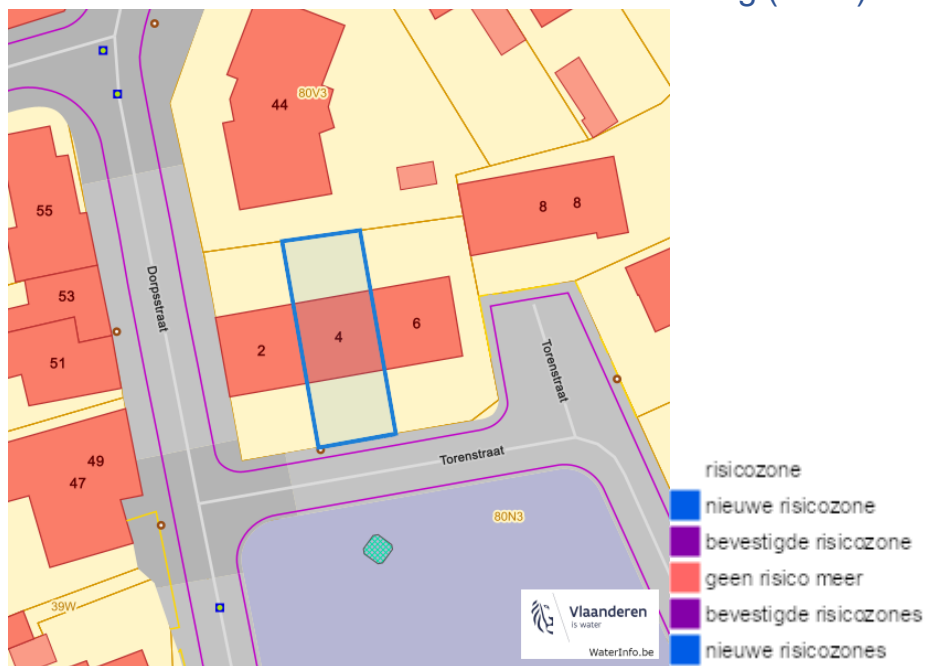 44
80V3
8 8
55
53
51
Dorpsstraat
2
4
6
Torenstraat
49
47
Torenstraat
80N3
39W
Vlaanderen
is water
WaterInfo.be
risicozone
nieuwe risicozone
bevestigde risicozone
geen risico meer
bevestigde risicozones
nieuwe risicozones